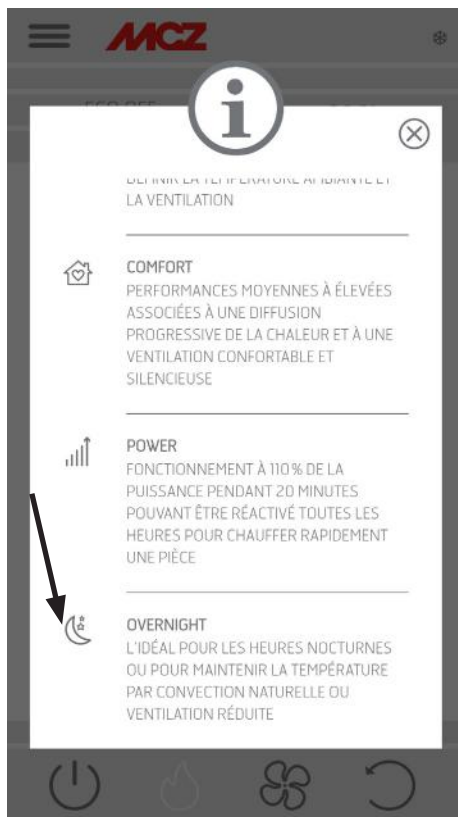 MCZ
LA VENTILATION
COMFORT
PERFORMANCES MOYENNES À ÉLEVÉES
ASSOCIÉES À UNE DIFFUSION
PROGRESSIVE DE LA CHALEUR ET À UNE
VENTILATION CONFORTABLE ET
SILENCIEUSE
POWER
FONCTIONNEMENT À 110 % DE LA
PUISSANCE PENDANT 20 MINUTES
POUVANT ÊTRE RÉACTIVÉ TOUTES LES
HEURES POUR CHAUFFER RAPIDEMENT
UNE PIÈCE
OVERNIGHT
L'IDÉAL POUR LES HEURES NOCTURNES
OU POUR MAINTENIR LA TEMPÉRATURE
PAR CONVECTION NATURELLE OU
VENTILATION RÉDUITE